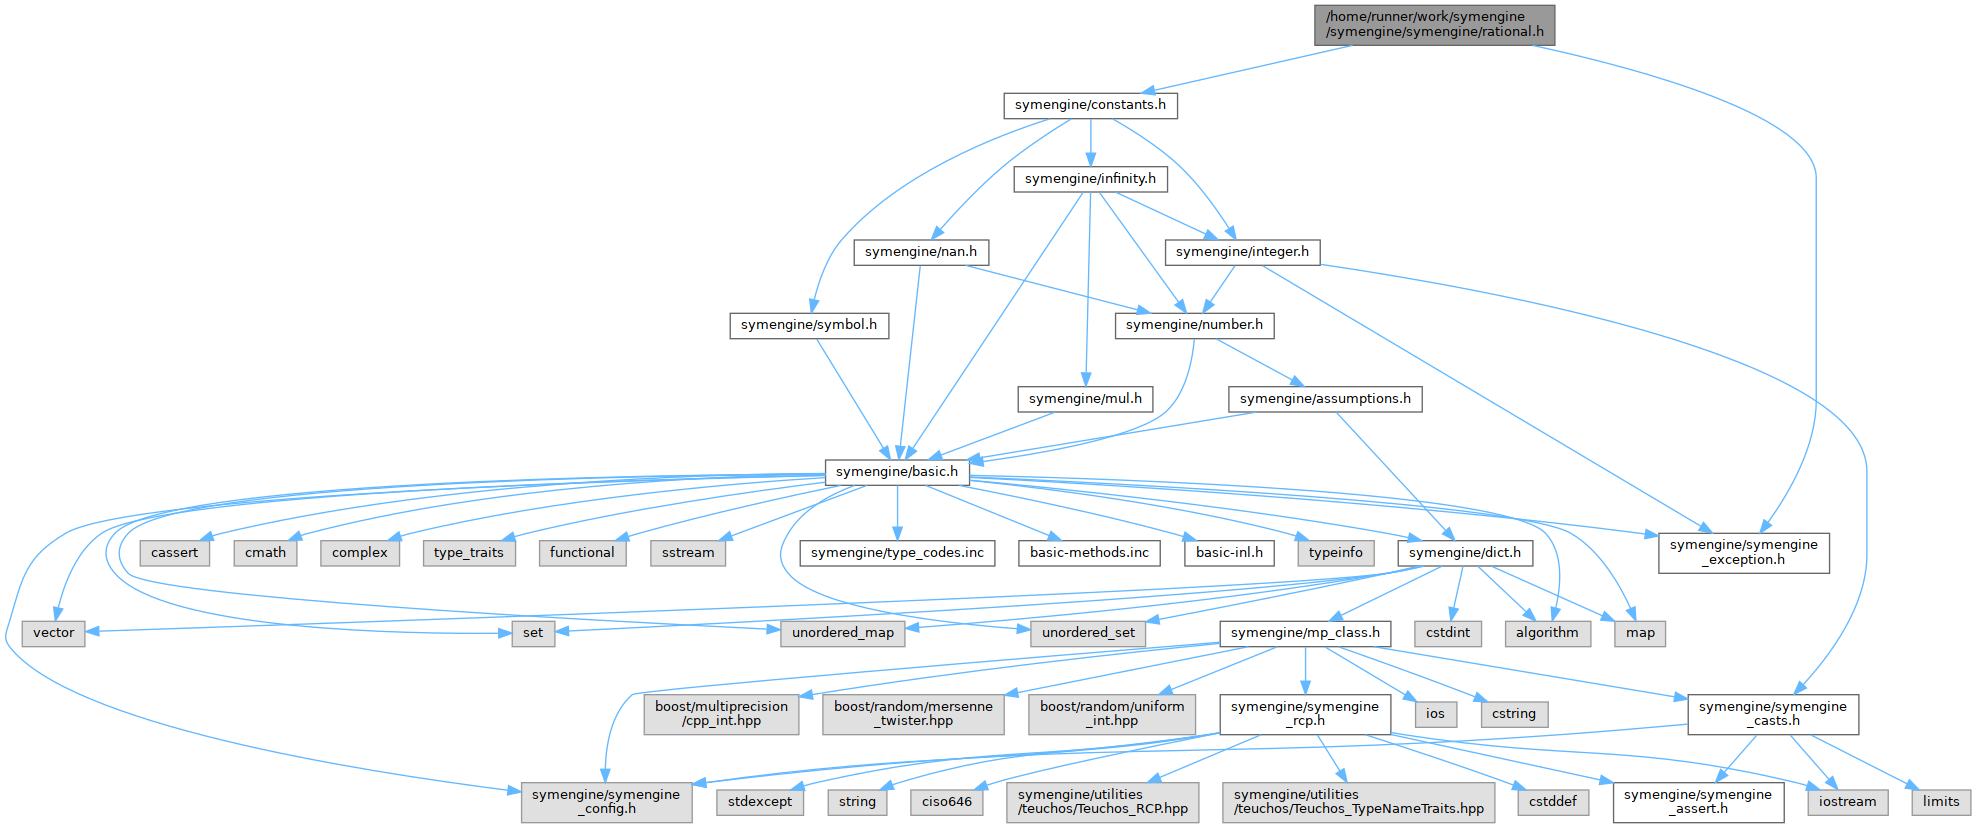 /home/runner/work/symengine
/symengine/symengine/rational.h
symengine/constants.h
symengine/infinity.h
symengine/nan.h
symengine/integer.h
symengine/symbol.h
symengine/number.h
symengine/mul.h
symengine/assumptions.h
symengine/basic.h
cassert
cmath
complex
type_traits
functional
sstream
symengine/type_codes.inc
basic-methods.inc
basic-inl.h
typeinfo
symengine/dict.h
symengine/symengine
_exception.h
vector
set
unordered_map
unordered_set
symengine/mp_class.h
cstdint
algorithm
map
boost/multiprecision
/cpp_int.hpp
boost/random/mersenne
_twister.hpp
boost/random/uniform
_int.hpp
symengine/symengine
_rcp.h
ios
cstring
symengine/symengine
_casts.h
symengine/symengine
_config.h
stdexcept
string
ciso646
symengine/utilities
/teuchos/Teuchos_RCP.hpp
symengine/utilities
/teuchos/Teuchos_TypeNameTraits.hpp
cstddef
symengine/symengine
_assert.h
iostream
limits